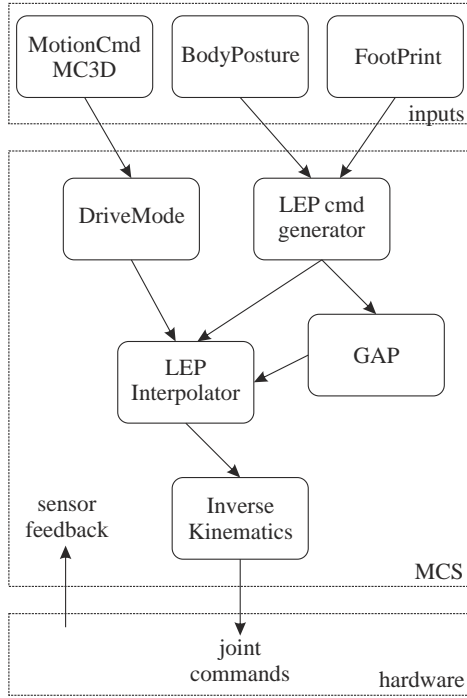 MotionCmd
MC3D
BodyPosture
FootPrint
inputs
DriveMode
LEP cmd
generator
LEP
Interpolator
GAP
sensor
feedback
Inverse
Kinematics
MCS
joint
commands
hardware